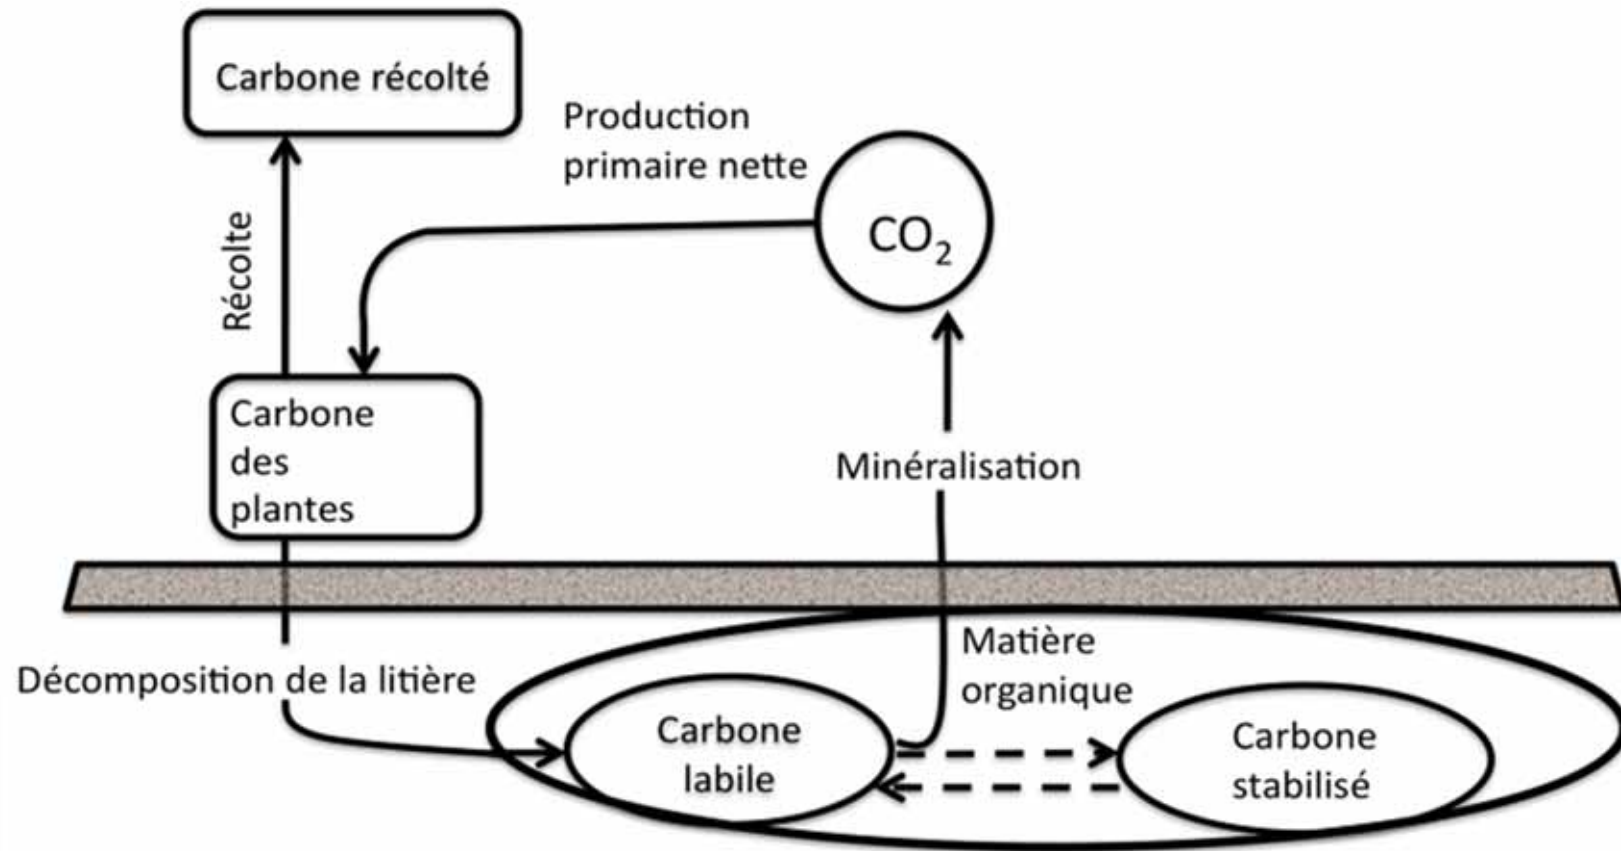 Carbone récolté
Production
primaire nette
CO₂
Récolte
Carbone
des
plantes
Minéralisation
Matière
organique
Décomposition de la litière
Carbone
labile
Carbone
stabilisé